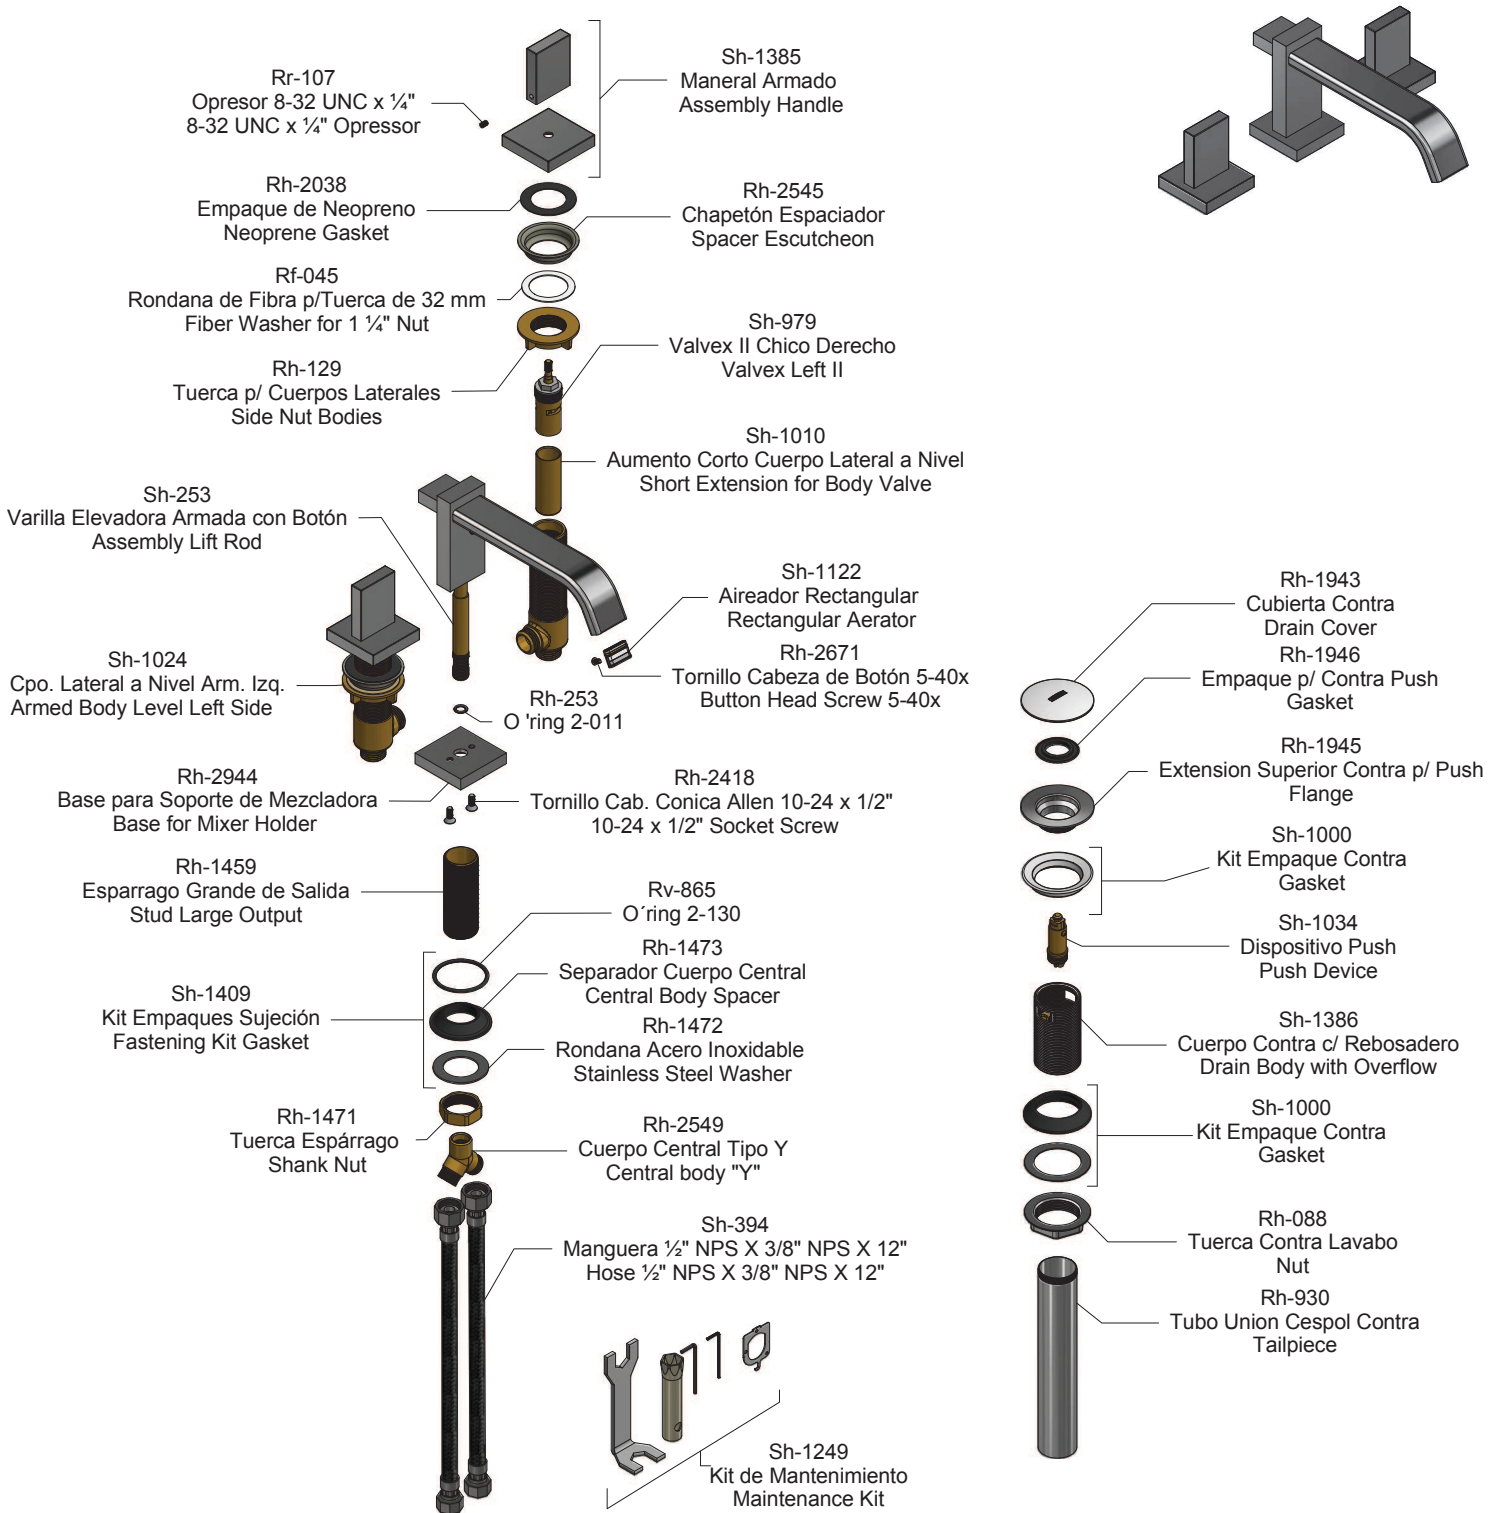 Sh-1385
Maneral Armado
Assembly Handle
Rr-107
Opresor 8-32 UNC x ¼"
8-32 UNC x ¼" Opressor
Rh-2038
Empaque de Neopreno
Neoprene Gasket
Rh-2545
Chapetón Espaciador
Spacer Escutcheon
Rf-045
Rondana de Fibra p/Tuerca de 32 mm
Fiber Washer for 1 ¼" Nut
Sh-979
Valvex II Chico Derecho
Valvex Left II
Rh-129
Tuerca p/ Cuerpos Laterales
Side Nut Bodies
Sh-1010
Aumento Corto Cuerpo Lateral a Nivel
Short Extension for Body Valve
Sh-253
Varilla Elevadora Armada con Botón
Assembly Lift Rod
Sh-1122
Aireador Rectangular
Rectangular Aerator
Rh-2671
Tornillo Cabeza de Botón 5-40x
Button Head Screw 5-40x
Sh-1024
Cpo. Lateral a Nivel Arm. Izq.
Armed Body Level Left Side
Rh-253
O 'ring 2-011
Rh-2944
Base para Soporte de Mezcladora
Base for Mixer Holder
Rh-2418
Tornillo Cab. Conica Allen 10-24 x 1/2"
10-24 x 1/2" Socket Screw
Rh-1459
Esparrago Grande de Salida
Stud Large Output
Rv-865
O´ring 2-130
Rh-1473
Separador Cuerpo Central
Central Body Spacer
Sh-1409
Kit Empaques Sujeción
Fastening Kit Gasket
Rh-1472
Rondana Acero Inoxidable
Stainless Steel Washer
Rh-1471
Tuerca Espárrago
Shank Nut
Rh-2549
Cuerpo Central Tipo Y
Central body "Y"
Sh-394
Manguera ½" NPS X 3/8" NPS X 12"
Hose ½" NPS X 3/8" NPS X 12"
Sh-1249
Kit de Mantenimiento
Maintenance Kit
Rh-1943
Cubierta Contra
Drain Cover
Rh-1946
Empaque p/ Contra Push
Gasket
Rh-1945
Extension Superior Contra p/ Push
Flange
Sh-1000
Kit Empaque Contra
Gasket
Sh-1034
Dispositivo Push
Push Device
Sh-1386
Cuerpo Contra c/ Rebosadero
Drain Body with Overflow
Sh-1000
Kit Empaque Contra
Gasket
Rh-088
Tuerca Contra Lavabo
Nut
Rh-930
Tubo Union Cespol Contra
Tailpiece